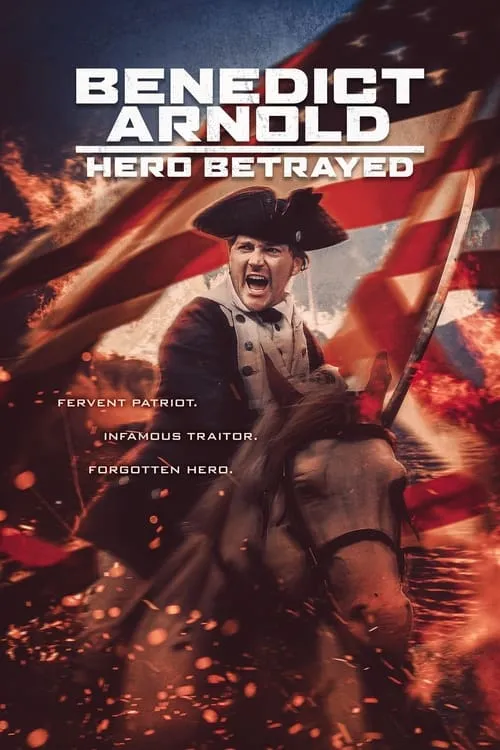 BENEDICT
ARNOLD
HERO BETRAYED
FERVENT PATRIOT.
INFAMOUS TRAITOR.
FORGOTTEN HERO.